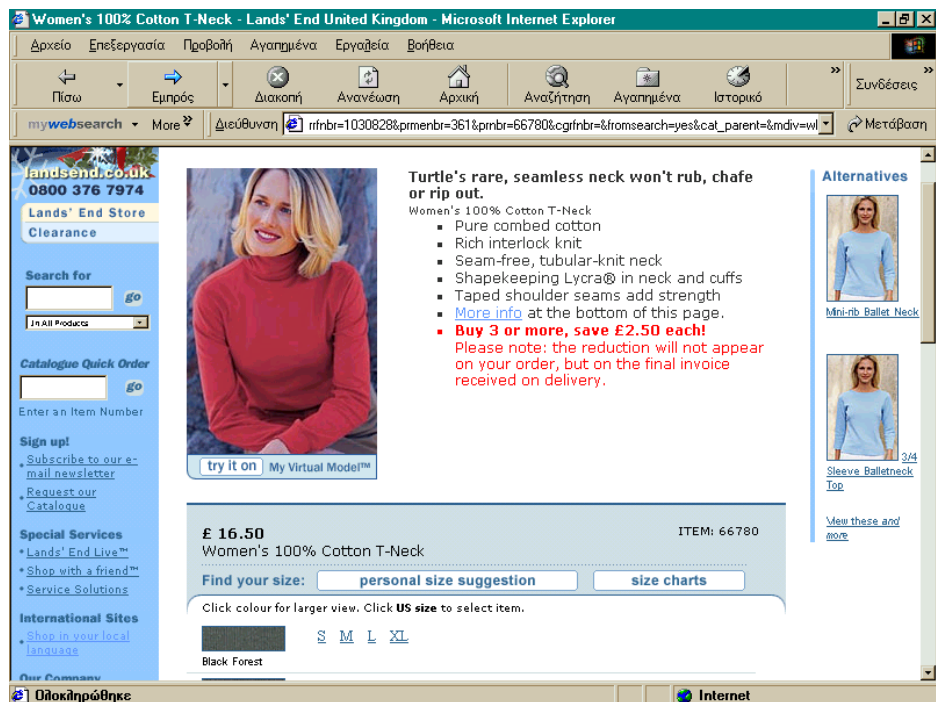 Women's 100% Cotton T-Neck - Lands' End United Kingdom - Microsoft Internet Explorer
Αρχείο Επεξεργασία Προβολή Αγαπημένα Εργαλεία Βοήθεια
Πίσω Εμπρός Διακοπή Ανανέωση Αρχική Αναζήτηση Αγαπημένα Ιστορικό Συνδέσεις
mywebsearch More Διεύθυνση rrfnbr=1030828&prmenbr=361&prnbr=66780&cgrfnbr=&fromsearch=yes&cat_parent=&mdiv=wl Μετάβαση
landsend.co.uk
0800 376 7974
Lands' End Store
Clearance
Search for
go
In All Products
Catalogue Quick Order
go
Enter an Item Number
Sign up!
Subscribe to our e-
mail newsletter
Request our
Catalogue
Special Services
Lands' End Live™
Shop with a friend™
Service Solutions
International Sites
Shop in your local
language
Our Company
try it on My Virtual Model™
Turtle's rare, seamless neck won't rub, chafe
or rip out.
Women's 100% Cotton T-Neck
Pure combed cotton
Rich interlock knit
Seam-free, tubular-knit neck
Shapekeeping Lycra® in neck and cuffs
Taped shoulder seams add strength
More info at the bottom of this page.
Buy 3 or more, save £2.50 each!
Please note: the reduction will not appear
on your order, but on the final invoice
received on delivery.
£ 16.50 ITEM: 66780
Women's 100% Cotton T-Neck
Find your size: personal size suggestion size charts
Click colour for larger view. Click US size to select item.
S M L XL
Black Forest
Alternatives
Mini-rib Ballet Neck
3/4
Sleeve Balletneck
Top
View these and
more
Ολοκληρώθηκε Internet